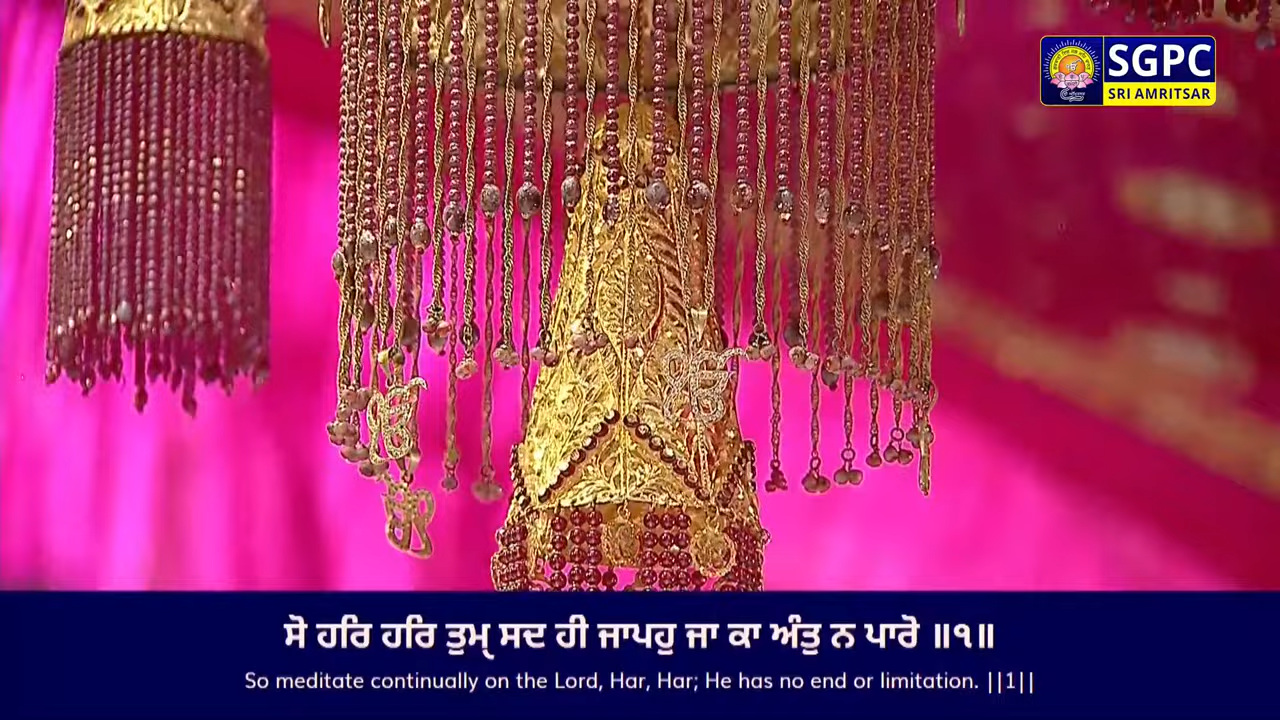 SGPC
SRI AMRITSAR
ਸੋ ਹਰਿ ਹਰਿ ਤੁਮੑ ਸਦ ਹੀ ਜਾਪਹੁ ਜਾ ਕਾ ਅੰਤੁ ਨ ਪਾਰੋ ॥੧॥
So meditate continually on the Lord, Har, Har; He has no end or limitation. ||1||